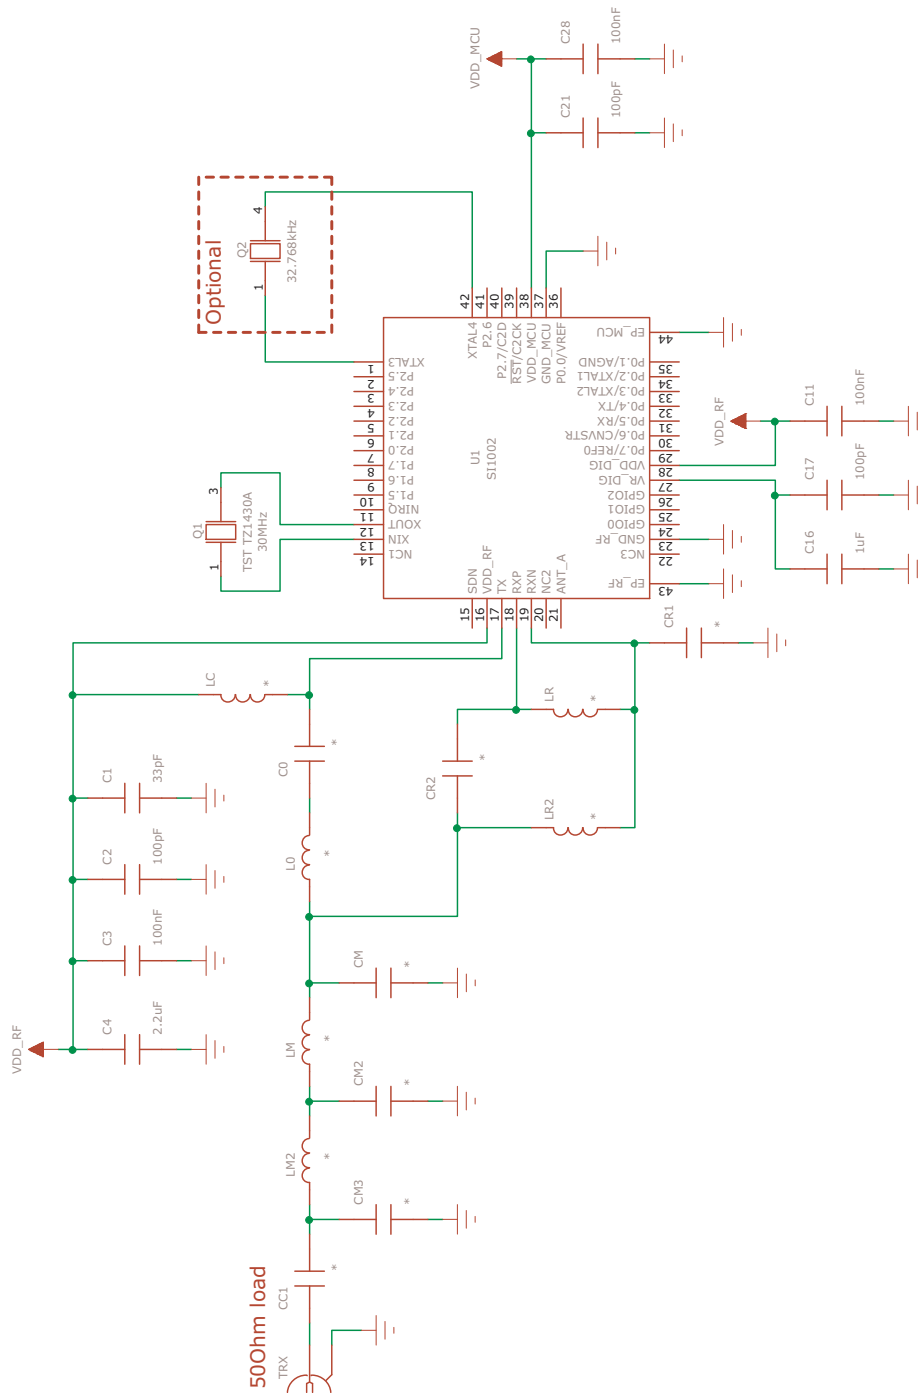 VDD_MCU
C28
100nF
C21
100pF
Optional
4
Q2
32.768kHz
1
3
Q1
TST TZ1430A
30MHz
1
42
41
40
39
38
37
36
XTAL4
P2.6
P2.7/C2D
RST/C2CK
VDD_MCU
GND_MCU
P0.0/VREF
XTAL3
1
P2.5
2
P2.4
3
P2.3
4
P2.2
5
P2.1
6
P2.0
7
P1.7
8
P1.6
9
P1.5
10
NIRQ
11
XOUT
12
XIN
13
NC1
14
U1
SI1002
EP_MCU
44
P0.1/AGND
35
P0.2/XTAL1
34
P0.3/XTAL2
33
P0.4/TX
32
P0.5/RX
31
P0.6/CNVSTR
30
P0.7/REF0
29
VDD_DIG
28
VR_DIG
27
GPIO2
26
GPIO1
25
GPIO0
24
GND_RF
23
NC3
22
EP_RF
43
SDN
VDD_RF
TX
RXP
RXN
NC2
ANT_A
15
16
17
18
19
20
21
VDD_RF
C11
100nF
C17
100pF
C16
1uF
CR1
*
LC
*
LR
*
C0
*
CR2
*
LR2
*
L0
*
C1
33pF
C2
100pF
C3
100nF
C4
2.2uF
VDD_RF
CM
*
LM
*
CM2
*
LM2
*
CM3
*
CC1
*
50Ohm load
TRX